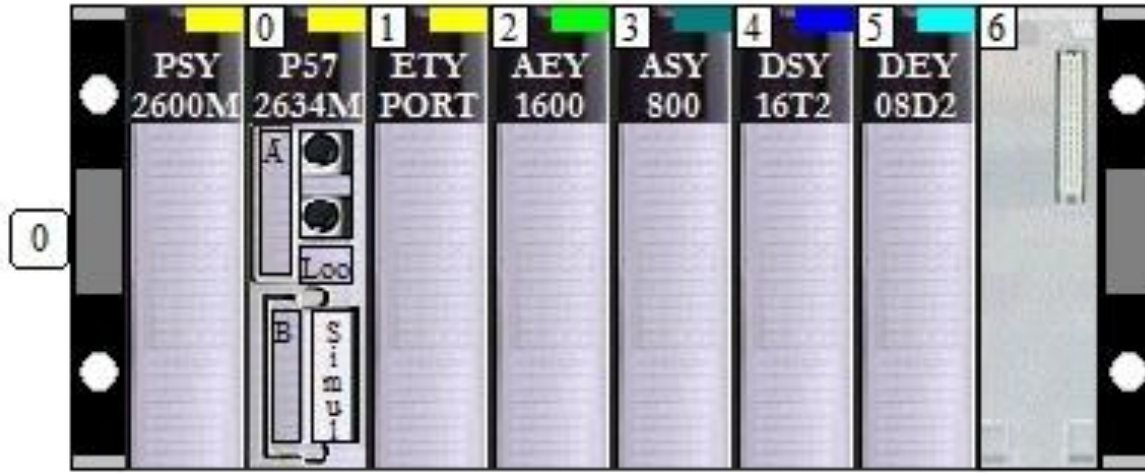 0
PSY
2600M
0
P57
2634M
A
Loo
B
Simul
1
ETY
PORT
2
AEY
1600
3
ASY
800
4
DSY
16T2
5
DEY
08D2
6